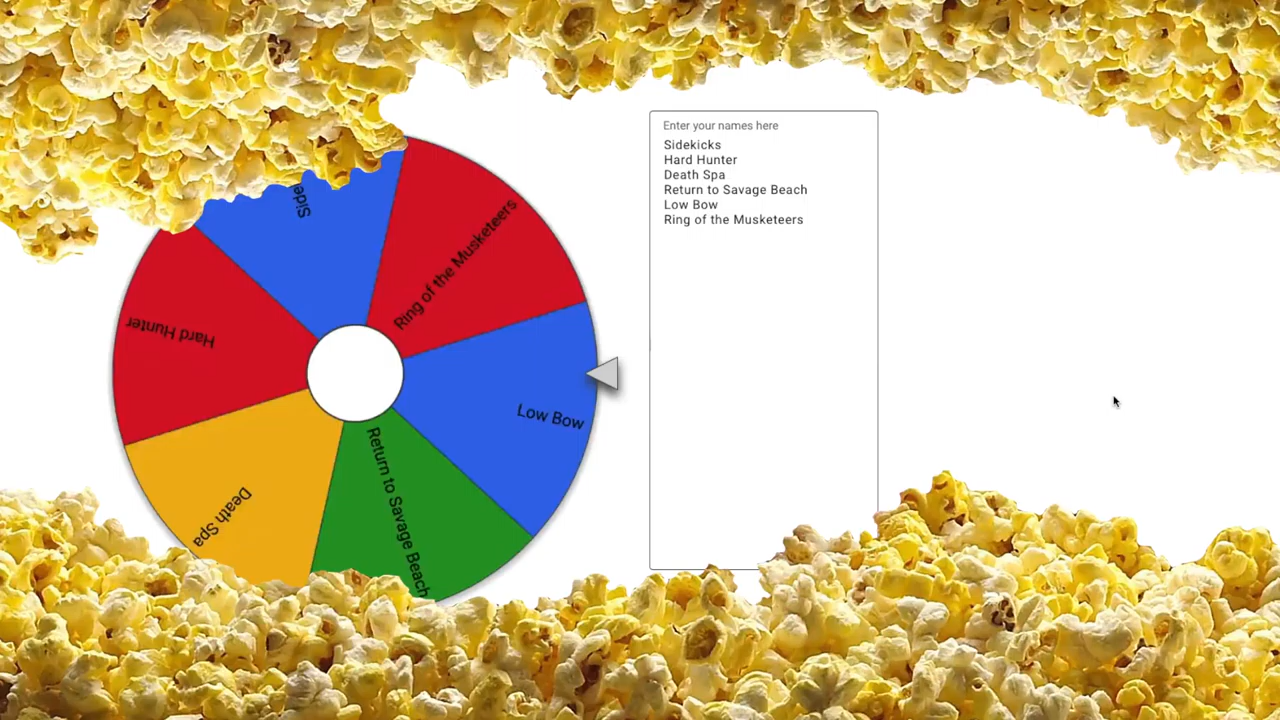 Enter your names here
Sidekicks
Hard Hunter
Death Spa
Return to Savage Beach
Low Bow
Ring of the Musketeers
Side
Ring of the Musketeers
Hard Hunter
Low Bow
Return to Savage Beach
Death Spa